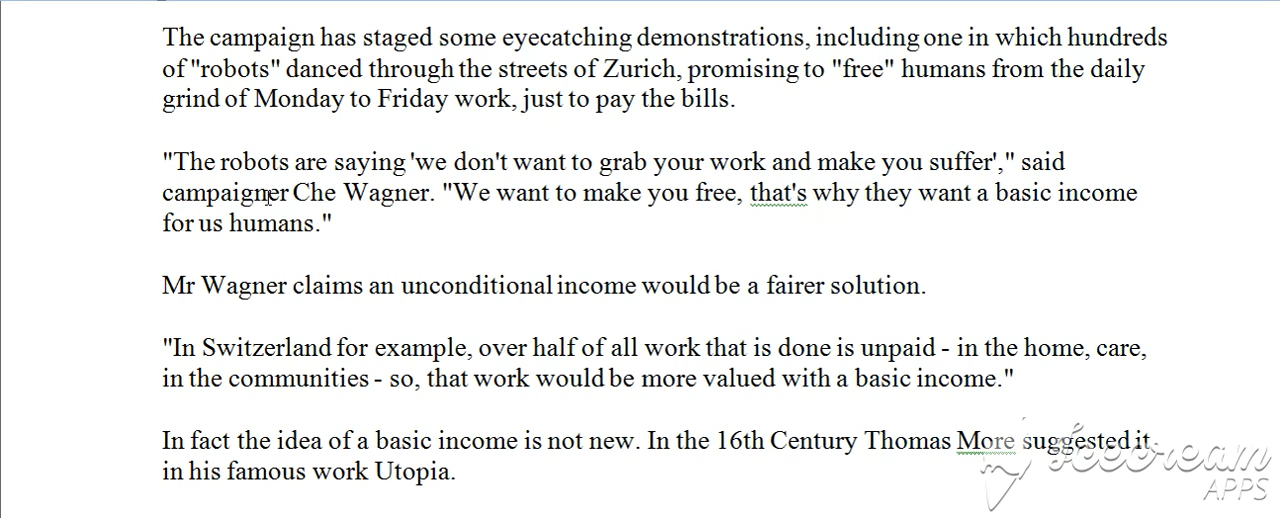 The campaign has staged some eyecatching demonstrations, including one in which hundreds
of "robots" danced through the streets of Zurich, promising to "free" humans from the daily
grind of Monday to Friday work, just to pay the bills.
"The robots are saying 'we don't want to grab your work and make you suffer'," said
campaigner Che Wagner. "We want to make you free, that's why they want a basic income
for us humans."
Mr Wagner claims an unconditional income would be a fairer solution.
"In Switzerland for example, over half of all work that is done is unpaid - in the home, care,
in the communities - so, that work would be more valued with a basic income."
In fact the idea of a basic income is not new. In the 16th Century Thomas More suggested it
in his famous work Utopia.
Icecream
APPS